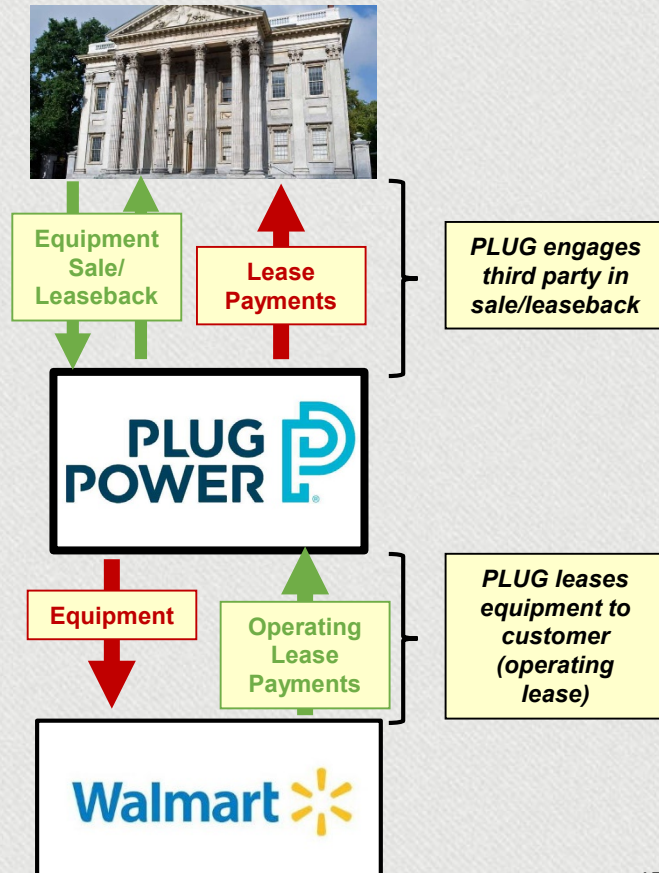 Equipment
Sale/
Leaseback
Lease
Payments
PLUG engages
third party in
sale/leaseback
PLUG
POWER
®
Equipment
Operating
Lease
Payments
PLUG leases
equipment to
customer
(operating
lease)
Walmart